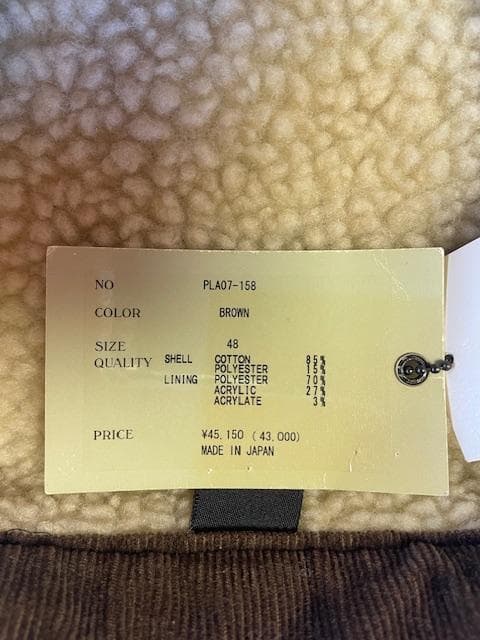 NO PLA07-158
COLOR BROWN
SIZE 48
QUALITY SHELL COTTON 85%
POLYESTER 15%
LINING POLYESTER 70%
ACRYLIC 27%
ACRYLATE 3%
PRICE ¥45,150 (43,000)
MADE IN JAPAN